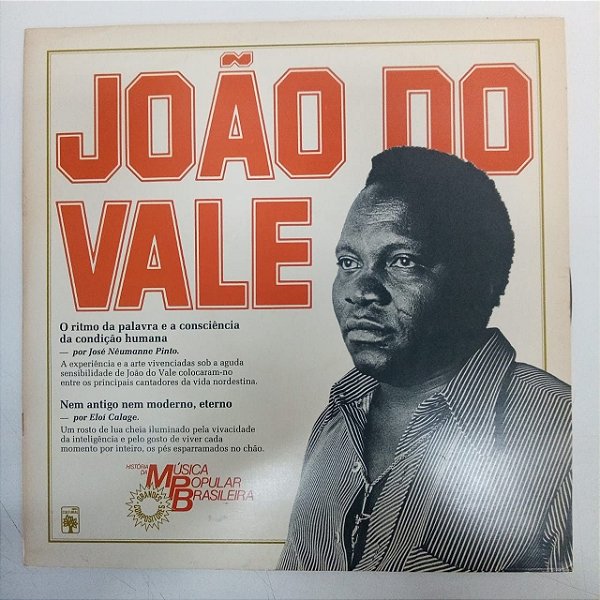 JOÃO DO
VALE
O ritmo da palavra e a consciência
da condição humana
— por José Nêumanne Pinto.
A experiência e a arte vivenciadas sob a aguda
sensibilidade de João do Vale colocaram-no
entre os principais cantadores da vida nordestina.
Nem antigo nem moderno, eterno
— por Eloi Calage.
Um rosto de lua cheia iluminado pela vivacidade
da inteligência e pelo gosto de viver cada
momento por inteiro, os pés esparramados no chão.
HISTÓRIA DA
MÚSICA
POPULAR
BRASILEIRA
GRANDES
COMPOSITORES